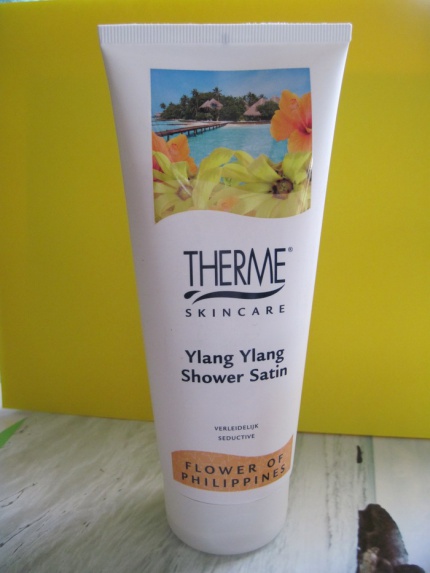 THERME®
SKINCARE
Ylang Ylang
Shower Satin
VERLEIDELIJK
SEDUCTIVE
FLOWER OF
PHILIPPINES